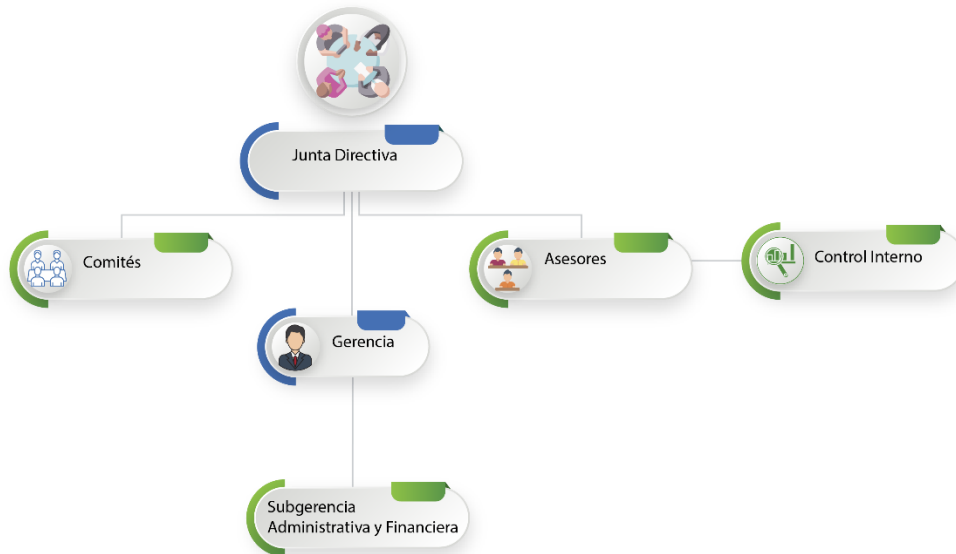 Junta Directiva
Comités
Asesores
Control Interno
Gerencia
Subgerencia
Administrativa y Financiera